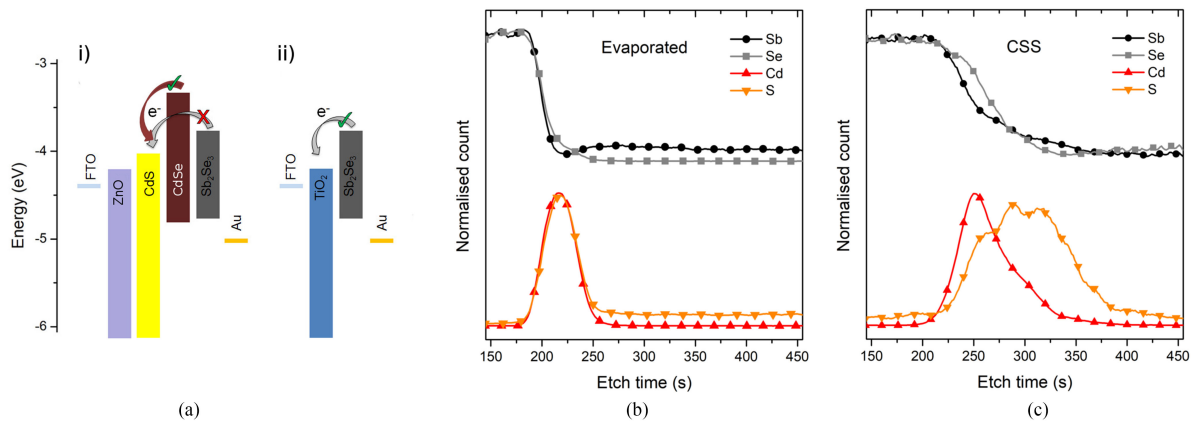 i)
ii)
Energy (eV)
-3
-4
-5
-6
FTO
ZnO
CdS
CdSe
Sb₂Se₃
Au
e⁻
✓
X
FTO
TiO₂
Sb₂Se₃
Au
e⁻
✓
(a)
Normalised count
Evaporated
Sb
Se
Cd
S
150 200 250 300 350 400 450
Etch time (s)
(b)
Normalised count
CSS
Sb
Se
Cd
S
150 200 250 300 350 400 450
Etch time (s)
(c)